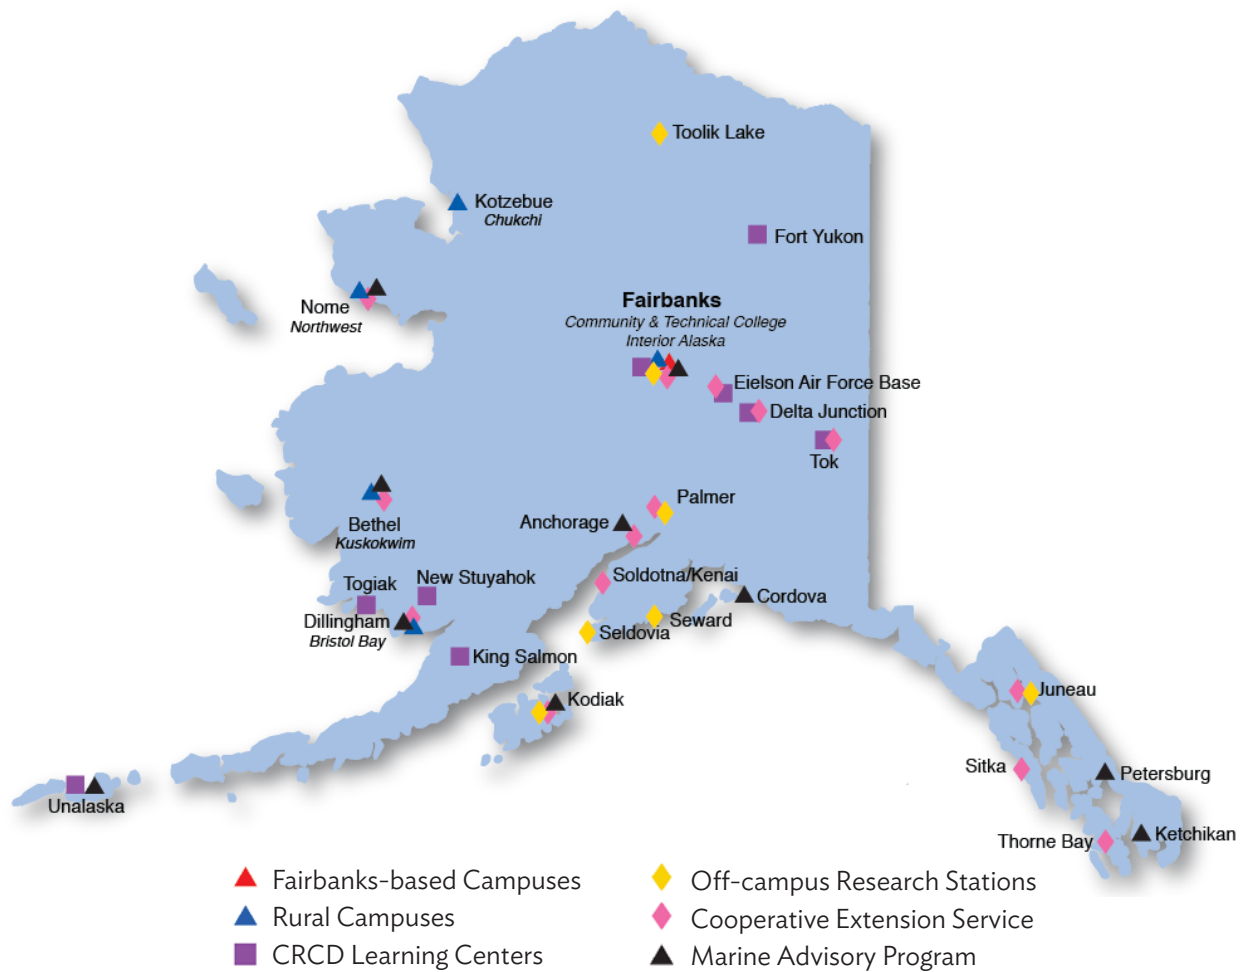 Toolik Lake
Kotzebue
Chukchi
Fort Yukon
Nome
Northwest
Fairbanks
Community & Technical College
Interior Alaska
Eielson Air Force Base
Delta Junction
Tok
Palmer
Anchorage
Bethel
Kuskokwim
Togiak
New Stuyahok
Soldotna/Kenai
Cordova
Dillingham
Bristol Bay
Seward
Seldovia
King Salmon
Kodiak
Juneau
Sitka
Petersburg
Unalaska
Thorne Bay
Ketchikan
Fairbanks-based Campuses
Rural Campuses
CRCD Learning Centers
Off-campus Research Stations
Cooperative Extension Service
Marine Advisory Program